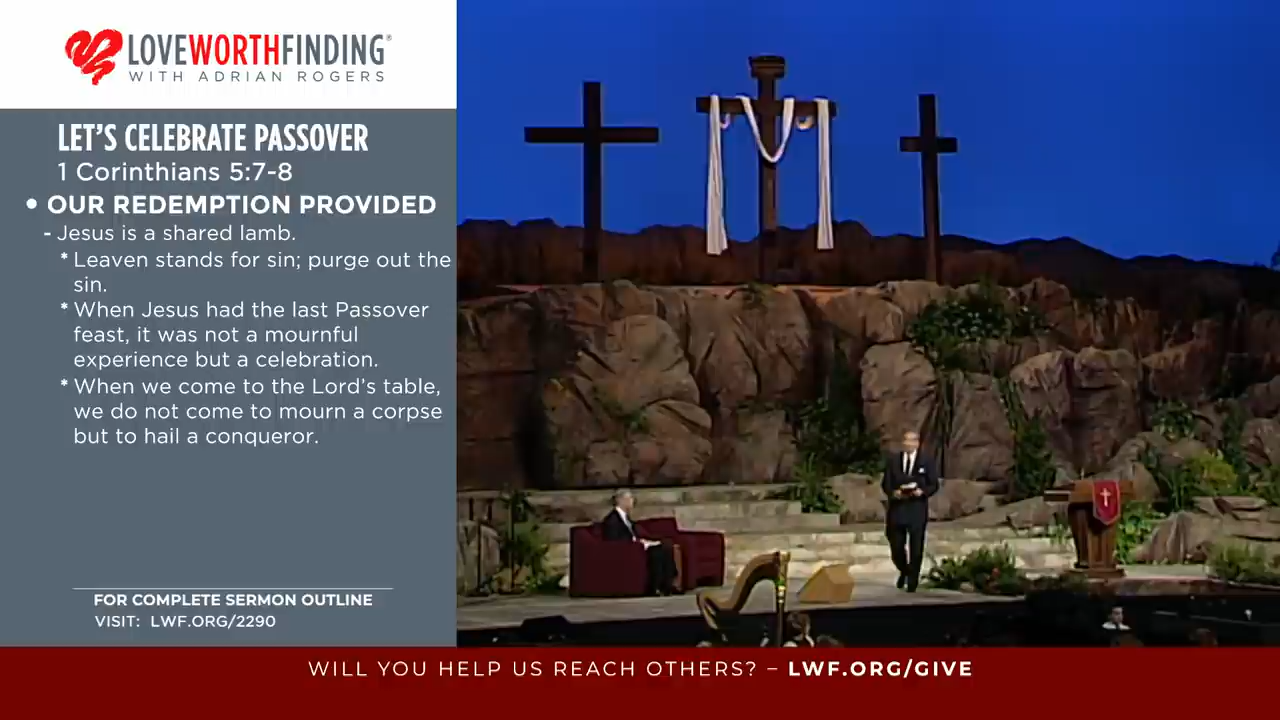 LOVEWORTHFINDING®
WITH ADRIAN ROGERS
LET'S CELEBRATE PASSOVER
1 Corinthians 5:7-8
• OUR REDEMPTION PROVIDED
- Jesus is a shared lamb.
* Leaven stands for sin; purge out the
sin.
* When Jesus had the last Passover
feast, it was not a mournful
experience but a celebration.
* When we come to the Lord's table,
we do not come to mourn a corpse
but to hail a conqueror.
FOR COMPLETE SERMON OUTLINE
VISIT: LWF.ORG/2290
WILL YOU HELP US REACH OTHERS? – LWF.ORG/GIVE